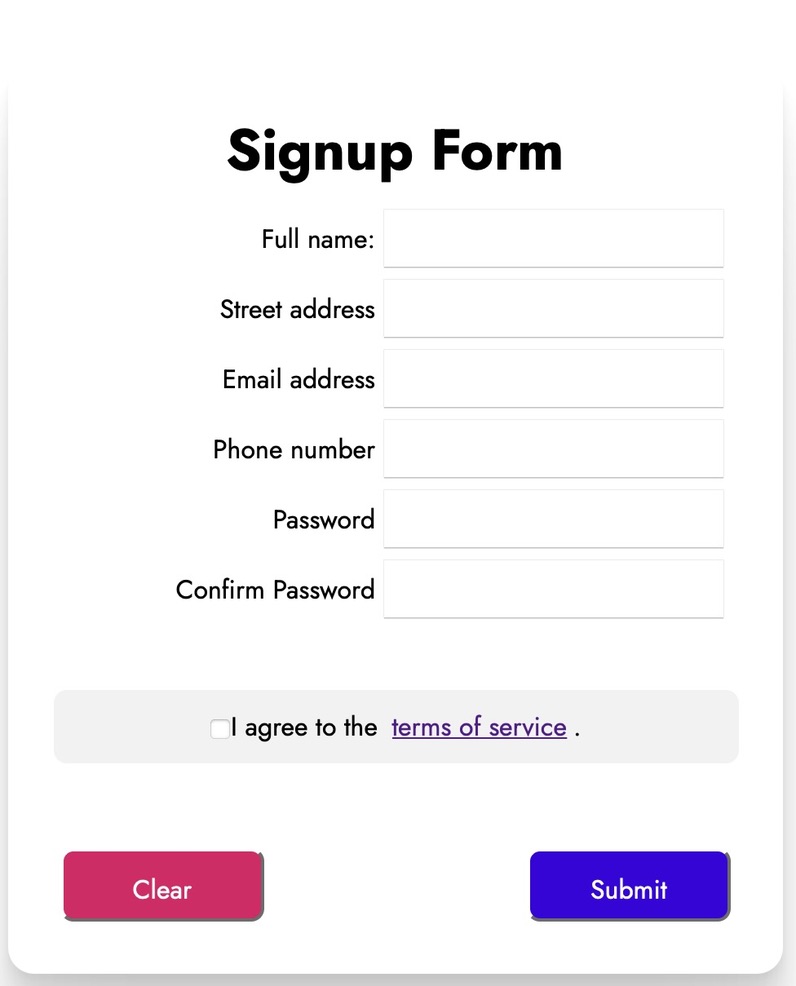 Signup Form
Full name:
Street address
Email address
Phone number
Password
Confirm Password
I agree to the terms of service .
Clear
Submit